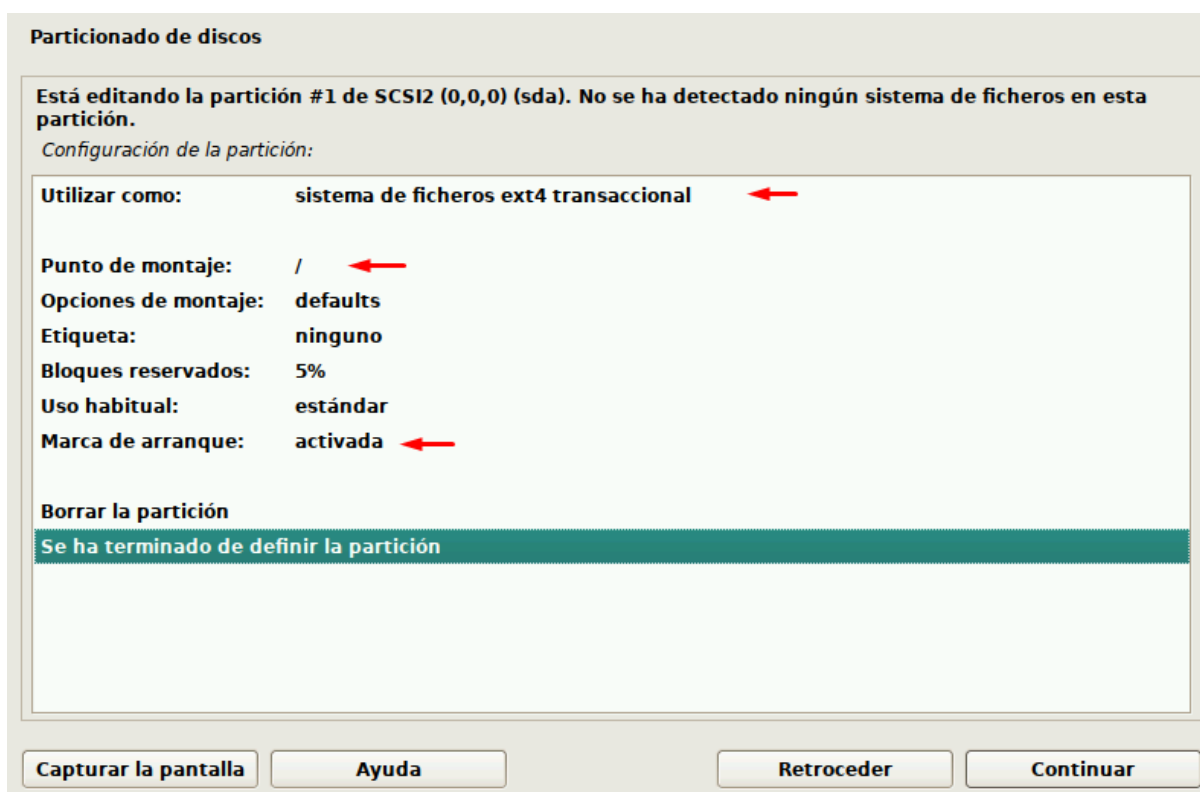 Particionado de discos
Está editando la partición #1 de SCSI2 (0,0,0) (sda). No se ha detectado ningún sistema de ficheros en esta
partición.
Configuración de la partición:
Utilizar como: sistema de ficheros ext4 transaccional
Punto de montaje: /
Opciones de montaje: defaults
Etiqueta: ninguno
Bloques reservados: 5%
Uso habitual: estándar
Marca de arranque: activada
Borrar la partición
Se ha terminado de definir la partición
Capturar la pantalla Ayuda Retroceder Continuar